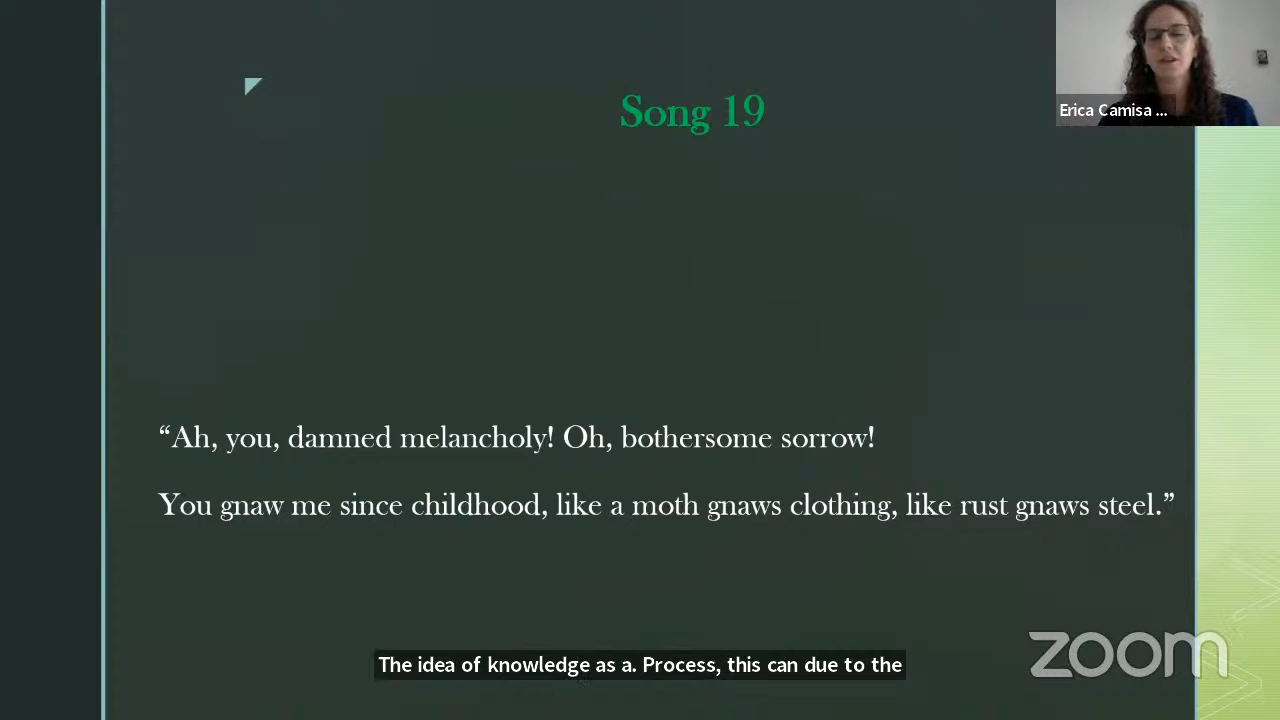 Erica Camisa ...
Song 19
“Ah, you, damned melancholy! Oh, bothersome sorrow!
You gnaw me since childhood, like a moth gnaws clothing, like rust gnaws steel.”
The idea of knowledge as a. Process, this can due to the
zoom